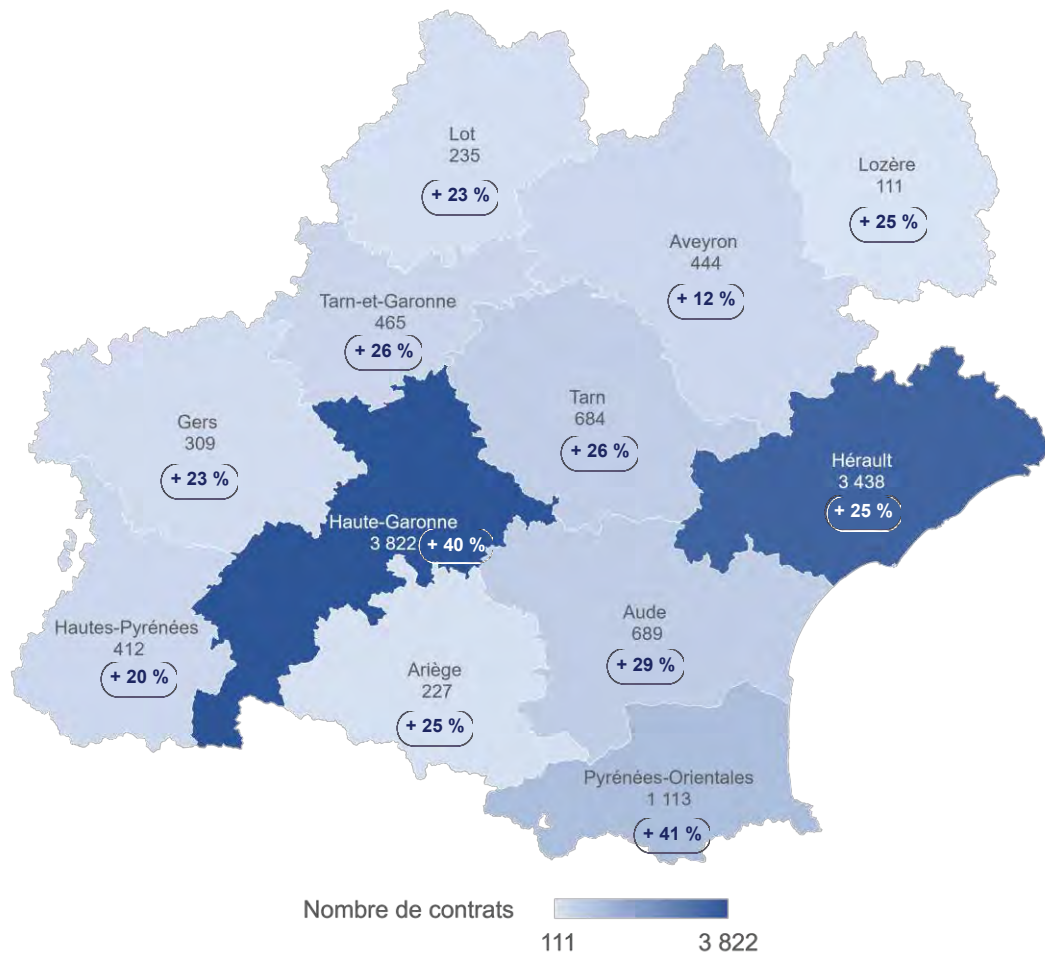 Lot
235
+ 23 %
Lozère
111
+ 25 %
Aveyron
444
+ 12 %
Tarn-et-Garonne
465
+ 26 %
Tarn
684
+ 26 %
Gers
309
+ 23 %
Hérault
3 438
+ 25 %
Haute-Garonne
3 822 + 40 %
Aude
689
+ 29 %
Hautes-Pyrénées
412
+ 20 %
Ariège
227
+ 25 %
Pyrénées-Orientales
1 113
+ 41 %
Nombre de contrats
111 3 822